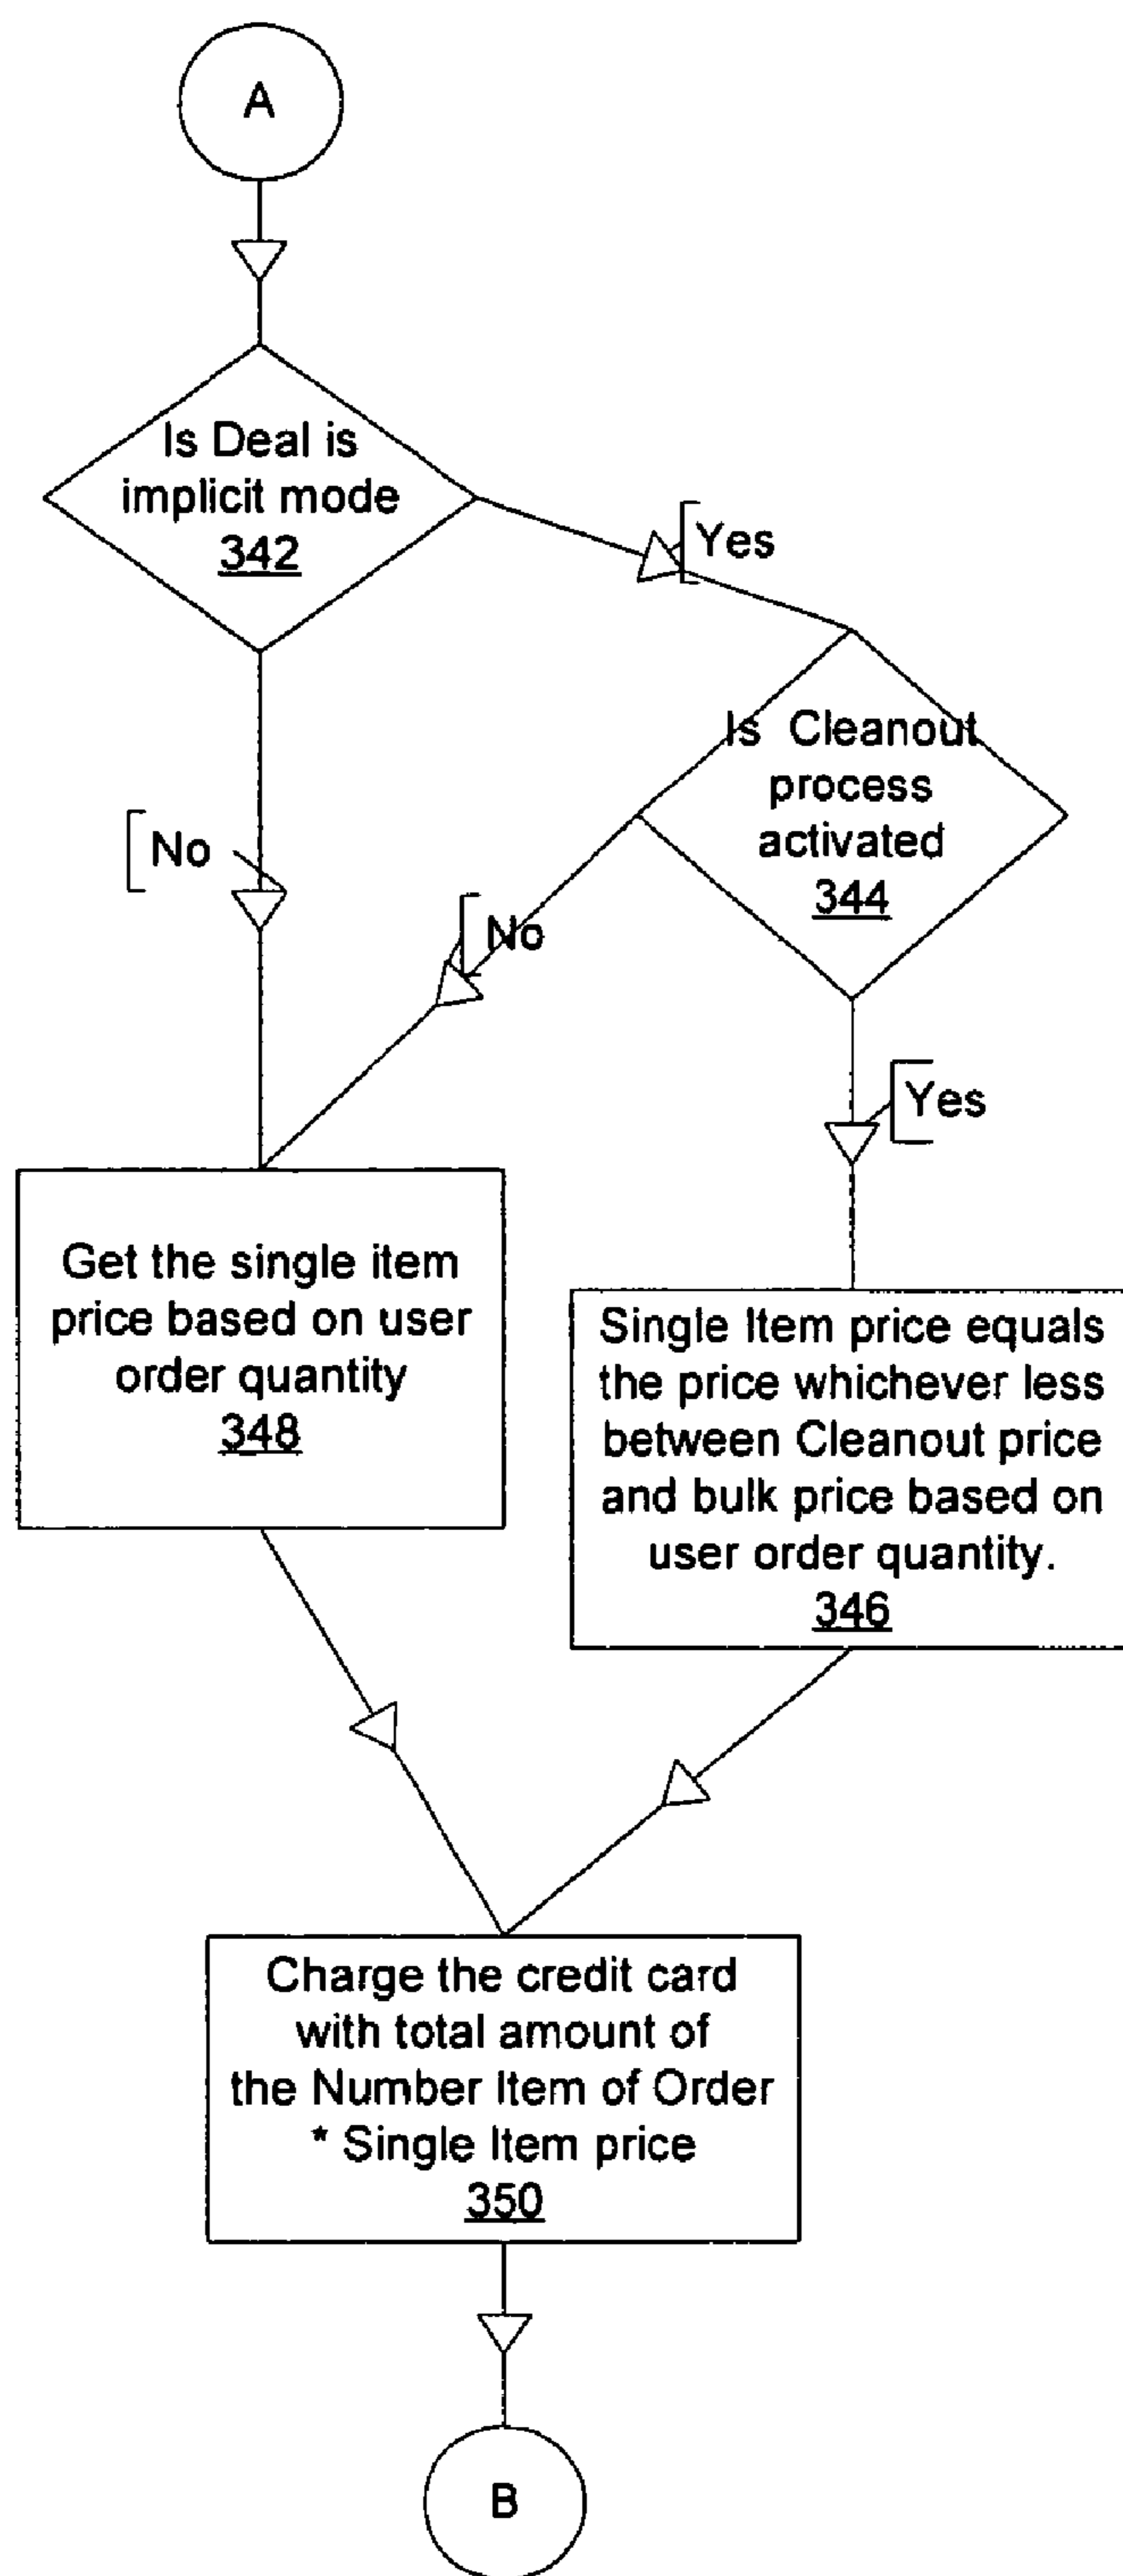 A
Is Deal is
implicit mode
342
Yes
Is Cleanout
process
activated
344
No
No
Yes
Get the single item
price based on user
order quantity
348
Single Item price equals
the price whichever less
between Cleanout price
and bulk price based on
user order quantity.
346
Charge the credit card
with total amount of
the Number Item of Order
* Single Item price
350
B